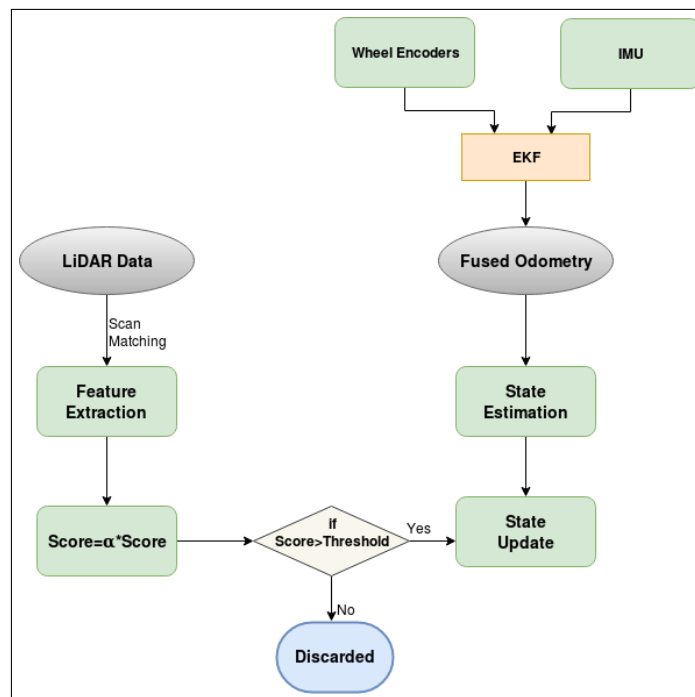 Wheel Encoders
IMU
EKF
LiDAR Data
Fused Odometry
Scan
Matching
Feature
Extraction
State
Estimation
Score=α*Score
if
Score>Threshold
Yes
State
Update
No
Discarded